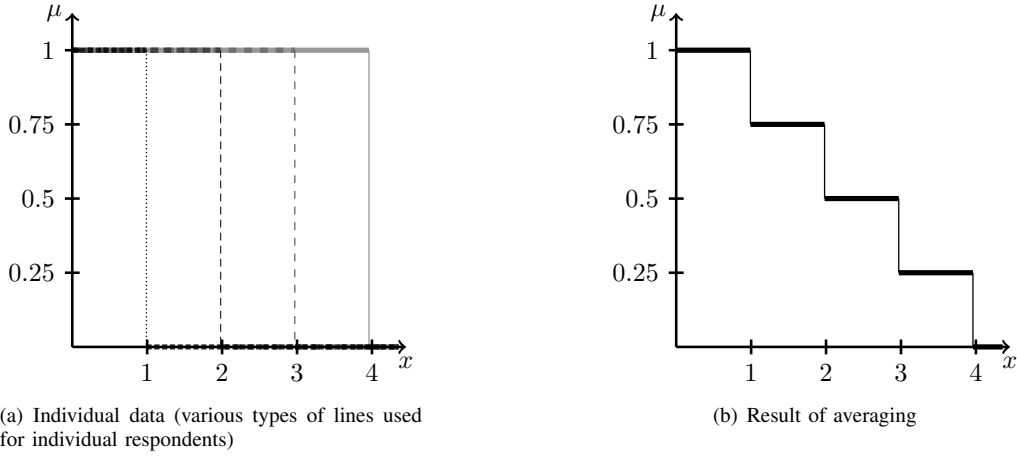 μ
1
0.75
0.5
0.25
1 2 3 4 x
(a) Individual data (various types of lines used
for individual respondents)
μ
1
0.75
0.5
0.25
1 2 3 4 x
(b) Result of averaging